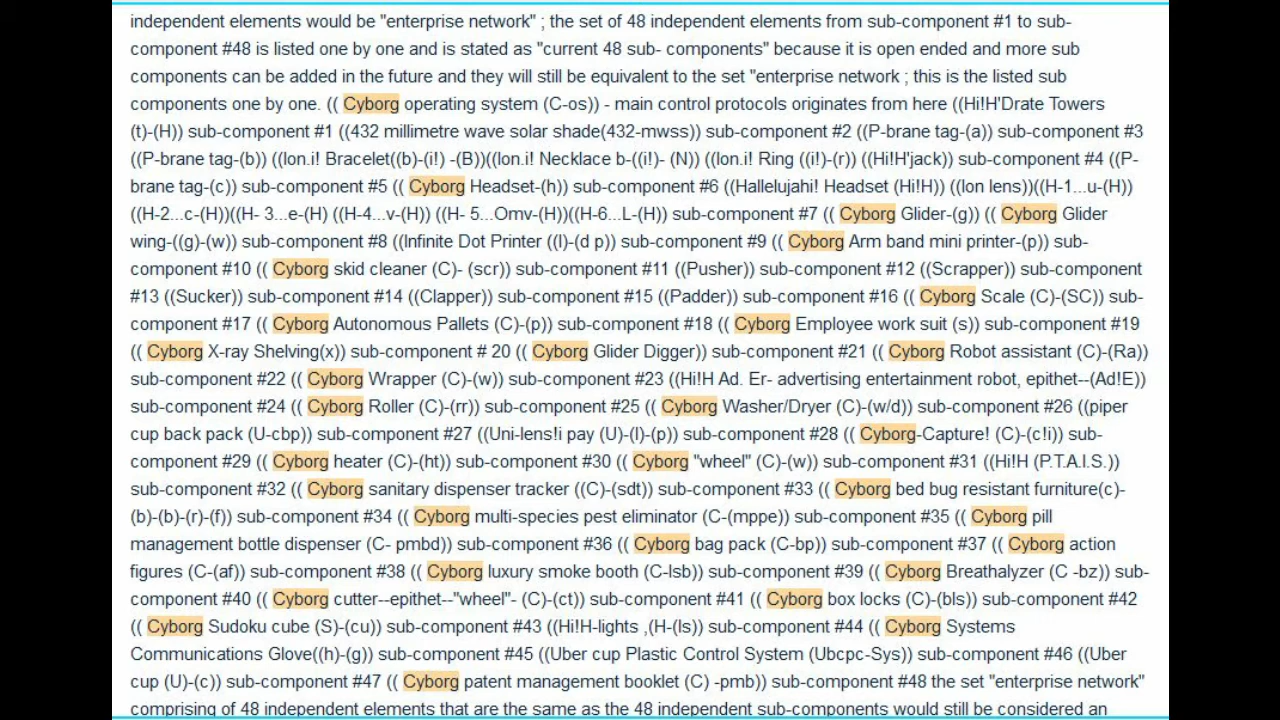 independent elements would be "enterprise network" ; the set of 48 independent elements from sub-component #1 to sub-
component #48 is listed one by one and is stated as "current 48 sub- components" because it is open ended and more sub
components can be added in the future and they will still be equivalent to the set "enterprise network ; this is the listed sub
components one by one. (( Cyborg operating system (C-os)) - main control protocols originates from here ((Hi!H'Drate Towers
(t)-(H)) sub-component #1 ((432 millimetre wave solar shade(432-mwss)) sub-component #2 ((P-brane tag-(a)) sub-component #3
((P-brane tag-(b)) ((Ion.i! Bracelet((b)-(i!) -(B))((Ion.i! Necklace b-((i!)- (N)) ((Ion.i! Ring ((i!)-(r)) ((Hi!H'jack)) sub-component #4 ((P-
brane tag-(c)) sub-component #5 (( Cyborg Headset-(h)) sub-component #6 ((Hallelujahi! Headset (Hi!H)) ((Ion lens))((H-1...u-(H))
((H-2...c-(H))((H- 3...e-(H) ((H-4...v-(H)) ((H- 5...Omv-(H))((H-6...L-(H)) sub-component #7 (( Cyborg Glider-(g)) (( Cyborg Glider
wing-((g)-(w)) sub-component #8 ((Infinite Dot Printer ((I)-(d p)) sub-component #9 (( Cyborg Arm band mini printer-(p)) sub-
component #10 (( Cyborg skid cleaner (C)- (scr)) sub-component #11 ((Pusher)) sub-component #12 ((Scrapper)) sub-component
#13 ((Sucker)) sub-component #14 ((Clapper)) sub-component #15 ((Padder)) sub-component #16 (( Cyborg Scale (C)-(SC)) sub-
component #17 (( Cyborg Autonomous Pallets (C)-(p)) sub-component #18 (( Cyborg Employee work suit (s)) sub-component #19
(( Cyborg X-ray Shelving(x)) sub-component # 20 (( Cyborg Glider Digger)) sub-component #21 (( Cyborg Robot assistant (C)-(Ra))
sub-component #22 (( Cyborg Wrapper (C)-(w)) sub-component #23 ((Hi!H Ad. Er- advertising entertainment robot, epithet--(Ad!E))
sub-component #24 (( Cyborg Roller (C)-(rr)) sub-component #25 (( Cyborg Washer/Dryer (C)-(w/d)) sub-component #26 ((piper
cup back pack (U-cbp)) sub-component #27 ((Uni-lens!i pay (U)-(l)-(p)) sub-component #28 (( Cyborg-Capture! (C)-(c!i)) sub-
component #29 (( Cyborg heater (C)-(ht)) sub-component #30 (( Cyborg "wheel" (C)-(w)) sub-component #31 ((Hi!H (P.T.A.I.S.))
sub-component #32 (( Cyborg sanitary dispenser tracker ((C)-(sdt)) sub-component #33 (( Cyborg bed bug resistant furniture(c)-
(b)-(b)-(r)-(f)) sub-component #34 (( Cyborg multi-species pest eliminator (C-(mppe)) sub-component #35 (( Cyborg pill
management bottle dispenser (C- pmbd)) sub-component #36 (( Cyborg bag pack (C-bp)) sub-component #37 (( Cyborg action
figures (C-(af)) sub-component #38 (( Cyborg luxury smoke booth (C-lsb)) sub-component #39 (( Cyborg Breathalyzer (C -bz)) sub-
component #40 (( Cyborg cutter--epithet--"wheel"- (C)-(ct)) sub-component #41 (( Cyborg box locks (C)-(bls)) sub-component #42
(( Cyborg Sudoku cube (S)-(cu)) sub-component #43 ((Hi!H-lights ,(H-(ls)) sub-component #44 (( Cyborg Systems
Communications Glove((h)-(g)) sub-component #45 ((Uber cup Plastic Control System (Ubcpc-Sys)) sub-component #46 ((Uber
cup (U)-(c)) sub-component #47 (( Cyborg patent management booklet (C) -pmb)) sub-component #48 the set "enterprise network"
comprising of 48 independent elements that are the same as the 48 independent sub-components would still be considered an